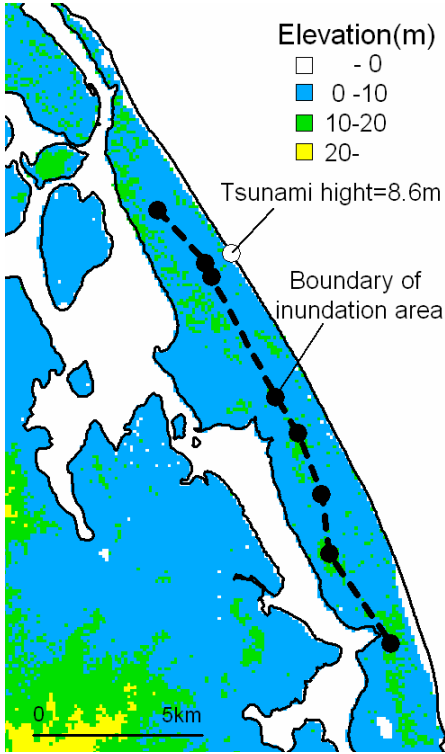 Elevation(m)
- 0
0 -10
10-20
20-
Tsunami hight=8.6m
Boundary of
inundation area
0 5km